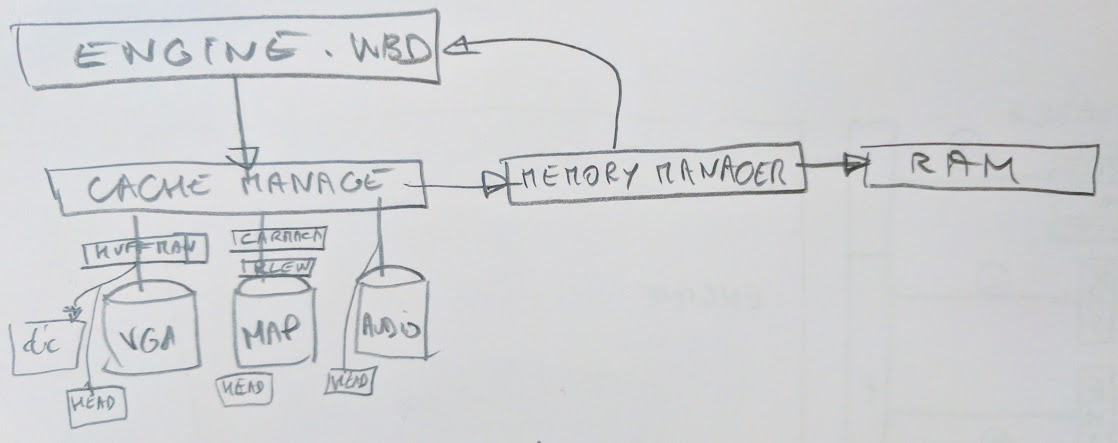 ENGINE.WBD
CACHE MANAGE
MEMORY MANAGER
RAM
HUFFMAN
CARMACK
RLEW
dic
VGA
MAP
AUDIO
HEAD
HEAD
HEAD